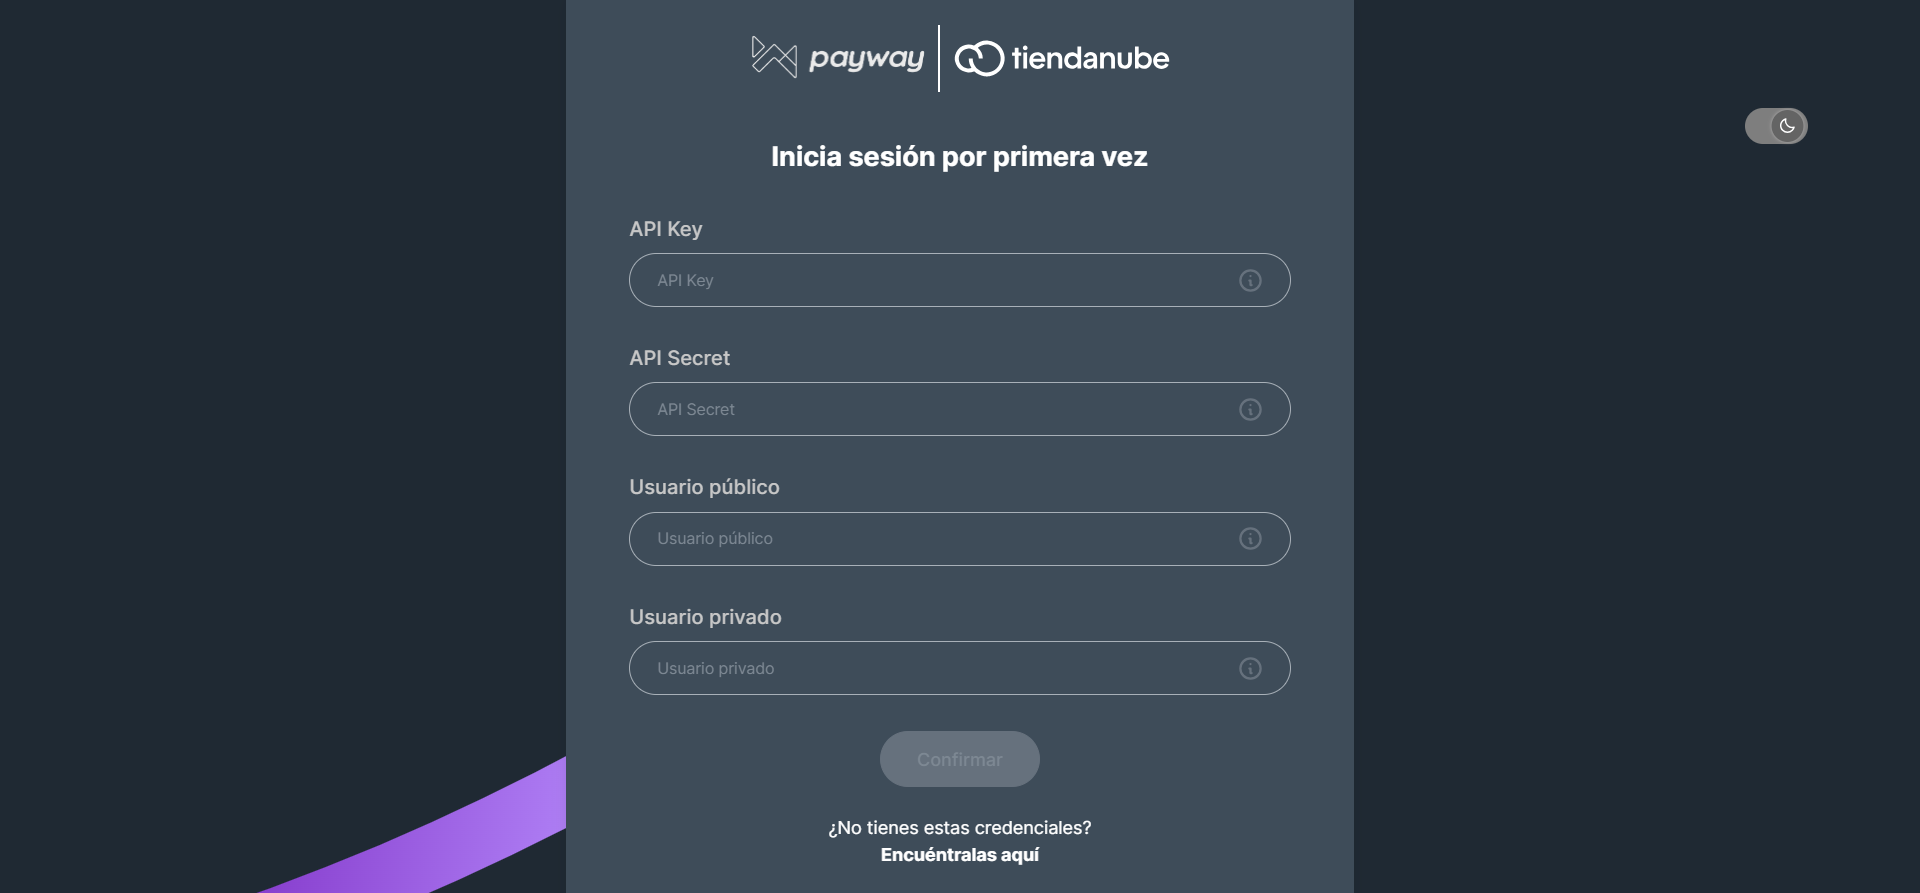 payway
tiendanube
Inicia sesión por primera vez
API Key
API Key
API Secret
API Secret
Usuario público
Usuario público
Usuario privado
Usuario privado
Confirmar
¿No tienes estas credenciales?
Encuéntralas aquí